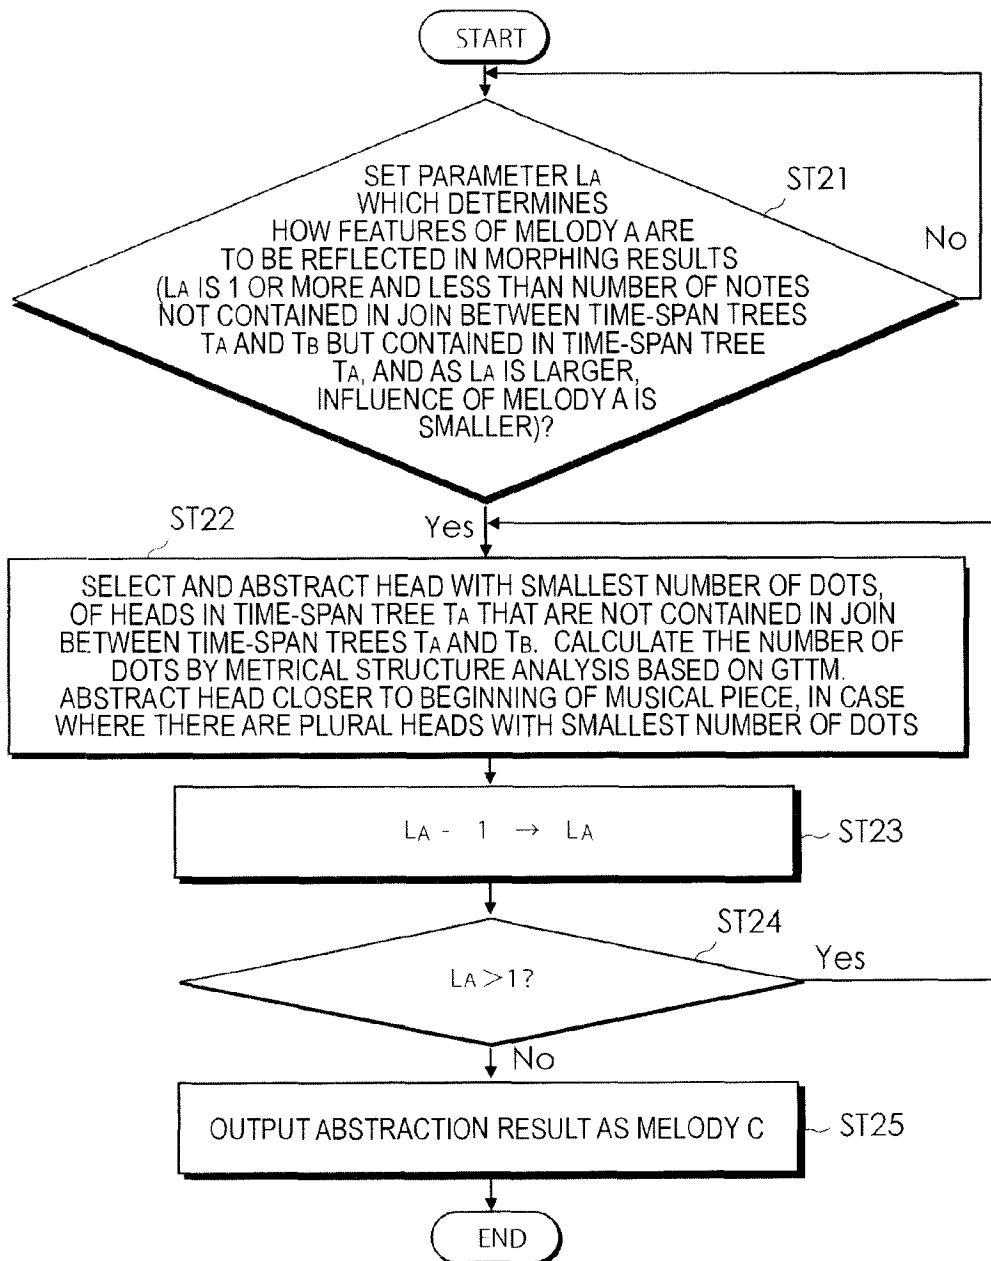 START
SET PARAMETER LA
WHICH DETERMINES
HOW FEATURES OF MELODY A ARE
TO BE REFLECTED IN MORPHING RESULTS
(LA IS 1 OR MORE AND LESS THAN NUMBER OF NOTES
NOT CONTAINED IN JOIN BETWEEN TIME-SPAN TREES
TA AND TB BUT CONTAINED IN TIME-SPAN TREE
TA, AND AS LA IS LARGER,
INFLUENCE OF MELODY A IS
SMALLER)?
ST21
No
Yes
ST22
SELECT AND ABSTRACT HEAD WITH SMALLEST NUMBER OF DOTS,
OF HEADS IN TIME-SPAN TREE TA THAT ARE NOT CONTAINED IN JOIN
BETWEEN TIME-SPAN TREES TA AND TB. CALCULATE THE NUMBER OF
DOTS BY METRICAL STRUCTURE ANALYSIS BASED ON GTTM.
ABSTRACT HEAD CLOSER TO BEGINNING OF MUSICAL PIECE, IN CASE
WHERE THERE ARE PLURAL HEADS WITH SMALLEST NUMBER OF DOTS
LA - 1 → LA
ST23
ST24
LA >1?
Yes
No
OUTPUT ABSTRACTION RESULT AS MELODY C
ST25
END